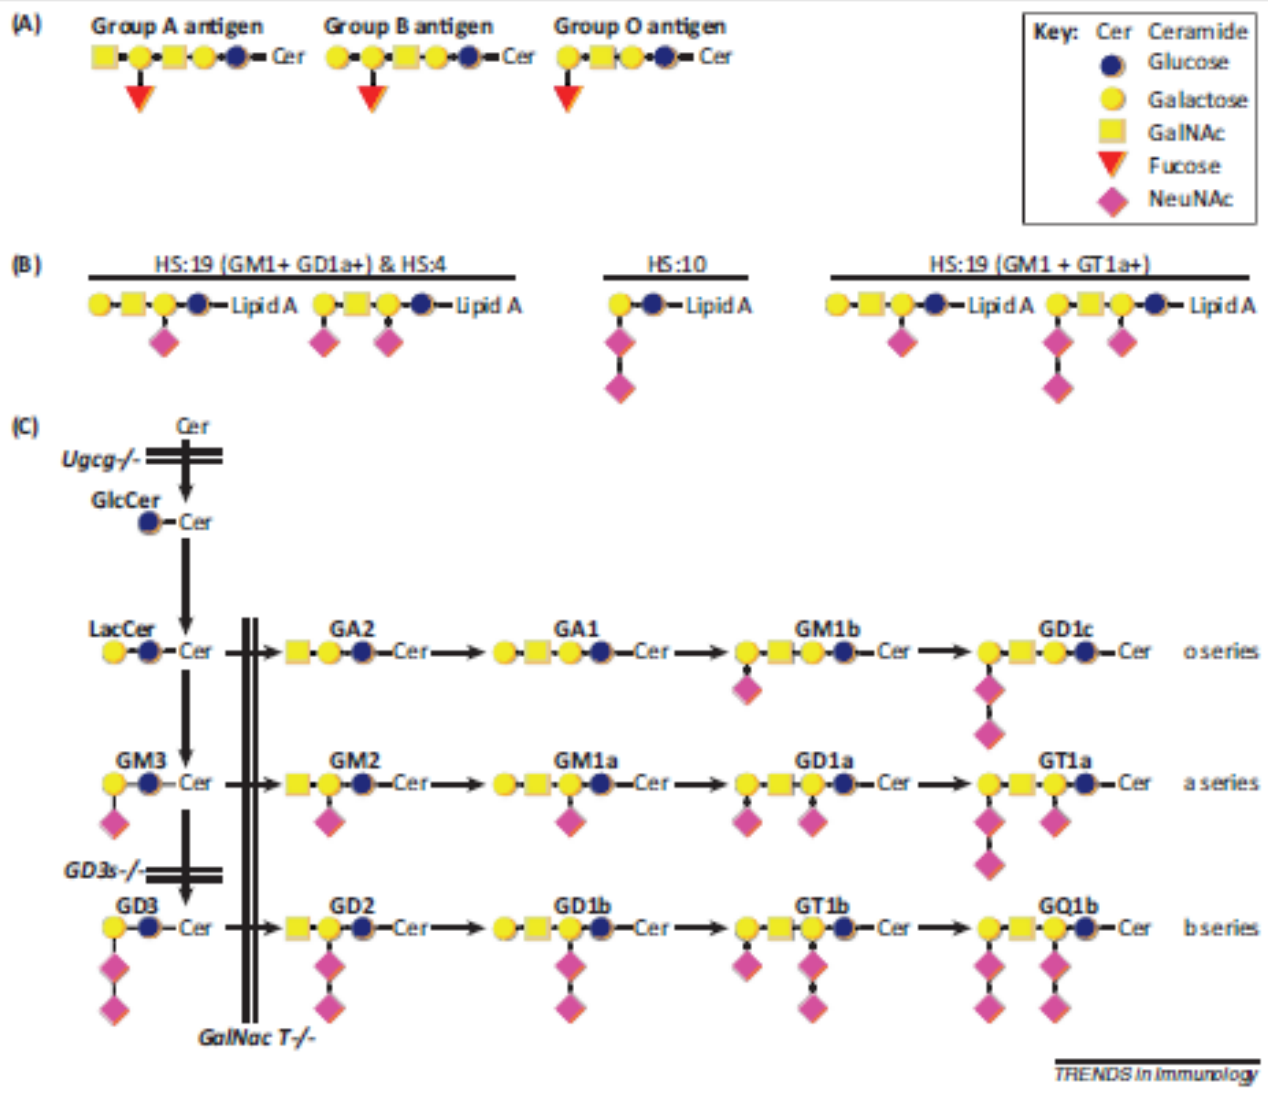 (A) Group A antigen Group B antigen Group O antigen
Cer Cer Cer
Key: Cer Ceramide
Glucose
Galactose
GalNAc
Fucose
NeuNAc
(B) HS:19 (GM1+ GD1a+) & HS:4 HS:10 HS:19 (GM1 + GT1a+)
Lipid A Lipid A Lipid A Lipid A Lipid A
(C) Cer
Ugcg-/-
GlcCer
Cer
LacCer GA2 GA1 GM1b GD1c
Cer Cer Cer Cer Cer o series
GM3 GM2 GM1a GD1a GT1a
Cer Cer Cer Cer Cer a series
GD3s-/-
GD3 GD2 GD1b GT1b GQ1b
Cer Cer Cer Cer Cer b series
GalNac T-/-
TRENDS in Immunology